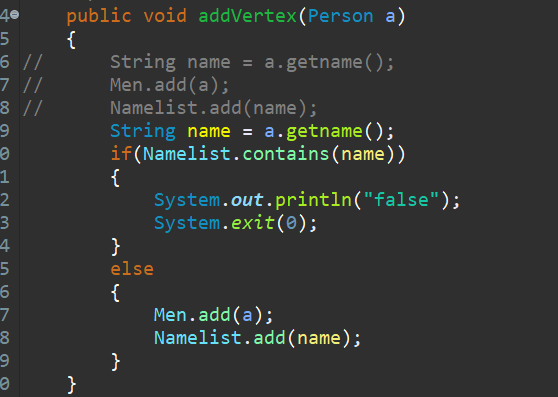 4 public void addVertex(Person a)
5 {
6 // String name = a.getname();
7 // Men.add(a);
8 // Namelist.add(name);
9 String name = a.getname();
0 if(Namelist.contains(name))
1 {
2 System.out.println("false");
3 System.exit(0);
4 }
5 else
6 {
7 Men.add(a);
8 Namelist.add(name);
9 }
0 }